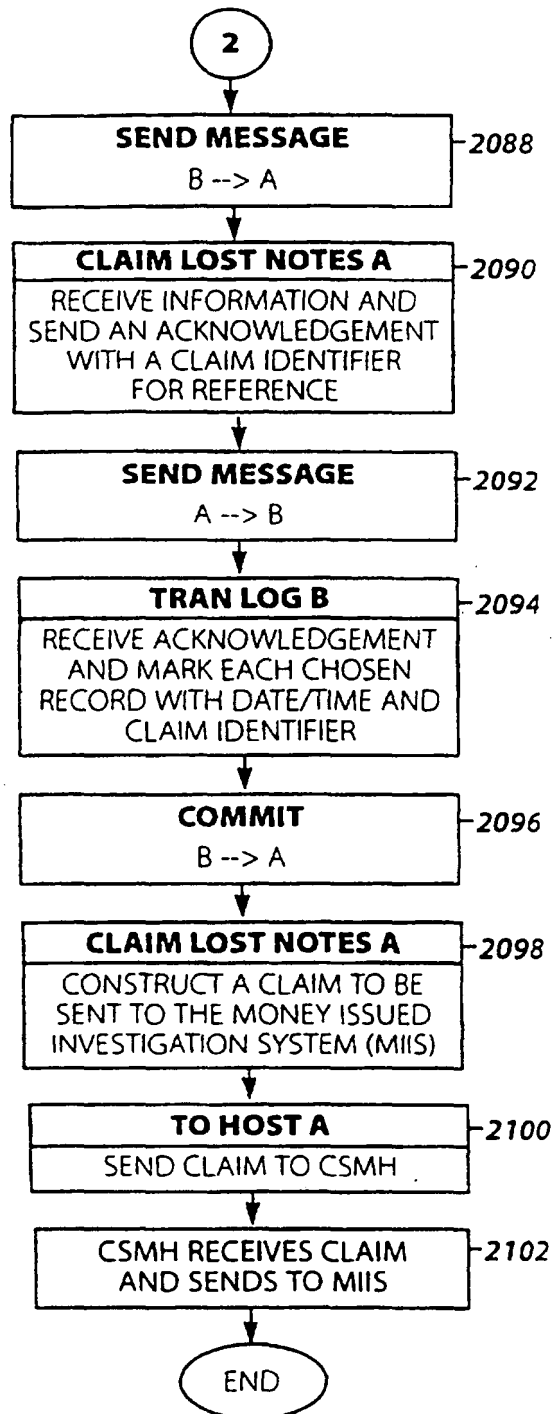 2
SEND MESSAGE
2088
B --> A
CLAIM LOST NOTES A
2090
RECEIVE INFORMATION AND
SEND AN ACKNOWLEDGEMENT
WITH A CLAIM IDENTIFIER
FOR REFERENCE
SEND MESSAGE
2092
A --> B
TRAN LOG B
2094
RECEIVE ACKNOWLEDGEMENT
AND MARK EACH CHOSEN
RECORD WITH DATE/TIME AND
CLAIM IDENTIFIER
COMMIT
2096
B --> A
CLAIM LOST NOTES A
2098
CONSTRUCT A CLAIM TO BE
SENT TO THE MONEY ISSUED
INVESTIGATION SYSTEM (MIIS)
TO HOST A
2100
SEND CLAIM TO CSMH
CSMH RECEIVES CLAIM
2102
AND SENDS TO MIIS
END